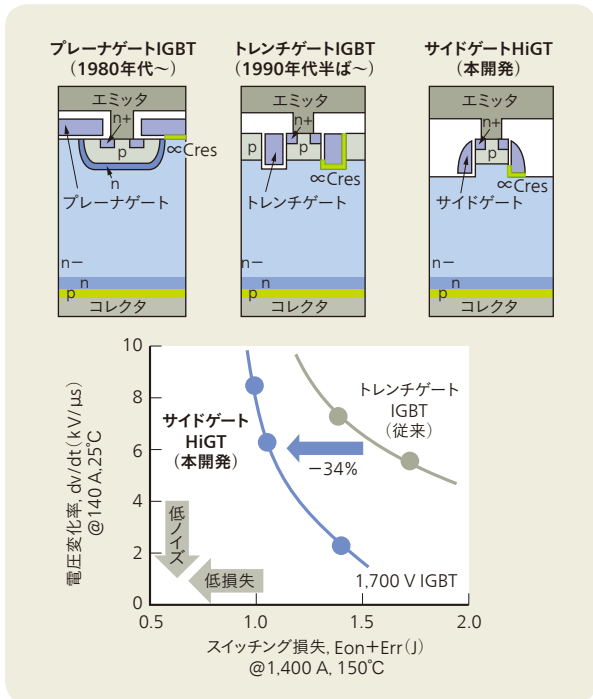 プレーナゲートIGBT
（1980年代〜）
トレンチゲートIGBT
（1990年代半ば〜）
サイドゲートHiGT
（本開発）
エミッタ
n+
p
∝Cres
n
プレーナゲート
n−
n
p
コレクタ
エミッタ
n+
p
p
∝Cres
トレンチゲート
n−
n
p
コレクタ
エミッタ
n+
p
∝Cres
サイドゲート
n−
n
p
コレクタ
電圧変化率, dv/dt（kV/μs）
@140 A,25℃
10
8
6
4
2
0
トレンチゲート
IGBT
（従来）
サイドゲート
HiGT
（本開発）
−34%
低ノイズ
低損失
1,700 V IGBT
0.5
1.0
1.5
2.0
スイッチング損失, Eon+Err（J）
@1,400 A, 150℃